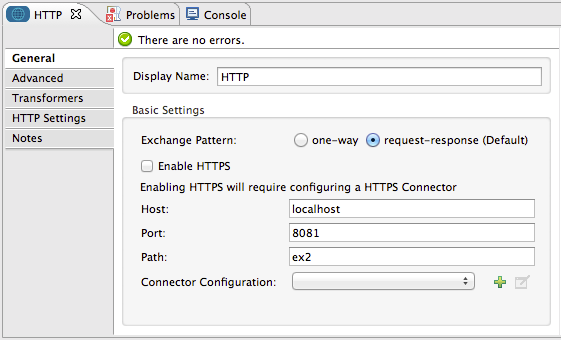 HTTP Problems Console
There are no errors.
General
Advanced
Transformers
HTTP Settings
Notes
Display Name: HTTP
Basic Settings
Exchange Pattern: one-way request-response (Default)
Enable HTTPS
Enabling HTTPS will require configuring a HTTPS Connector
Host: localhost
Port: 8081
Path: ex2
Connector Configuration: